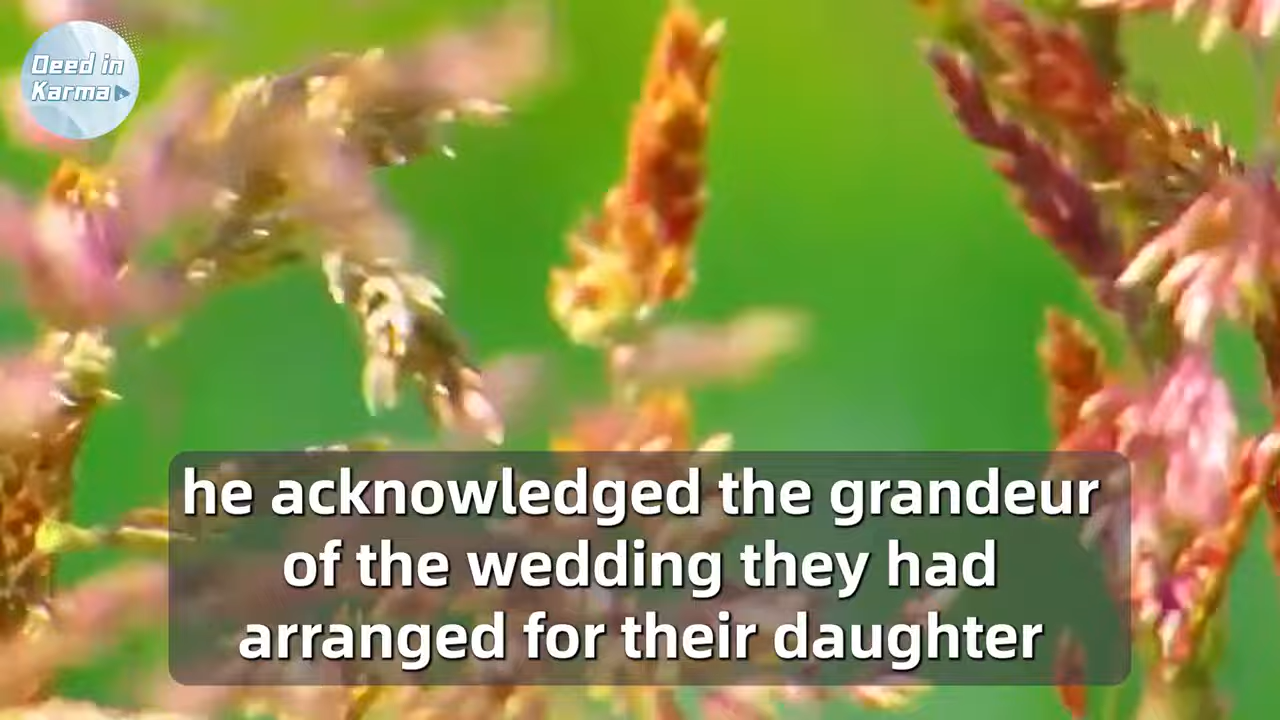 Deed in
Karma
he acknowledged the grandeur
of the wedding they had
arranged for their daughter